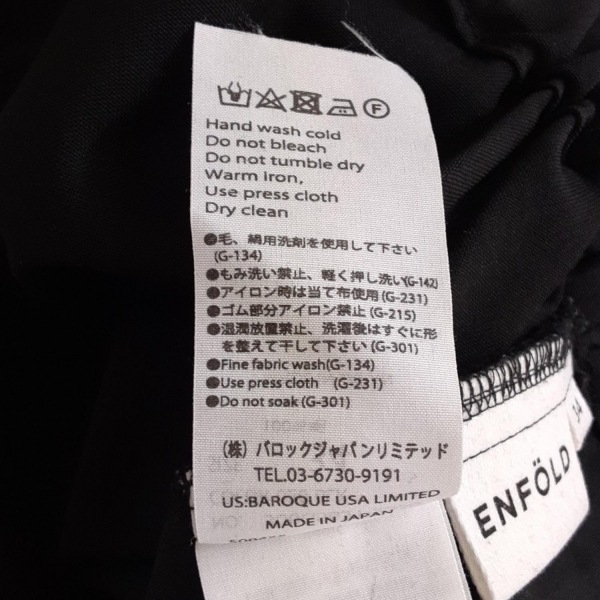 F
Hand wash cold
Do not bleach
Do not tumble dry
Warm Iron,
Use press cloth
Dry clean
●毛、絹用洗剤を使用して下さい
(G-134)
●もみ洗い禁止、軽く押し洗い(G-142)
●アイロン時は当て布使用(G-231)
●ゴム部分アイロン禁止(G-215)
●湿潤放置禁止、洗濯後はすぐに形
を整えて干して下さい(G-301)
●Fine fabric wash(G-134)
●Use press cloth (G-231)
●Do not soak(G-301)
(株)バロックジャパンリミテッド
TEL.03-6730-9191
US:BAROQUE USA LIMITED
MADE IN JAPAN
ENFÖLD